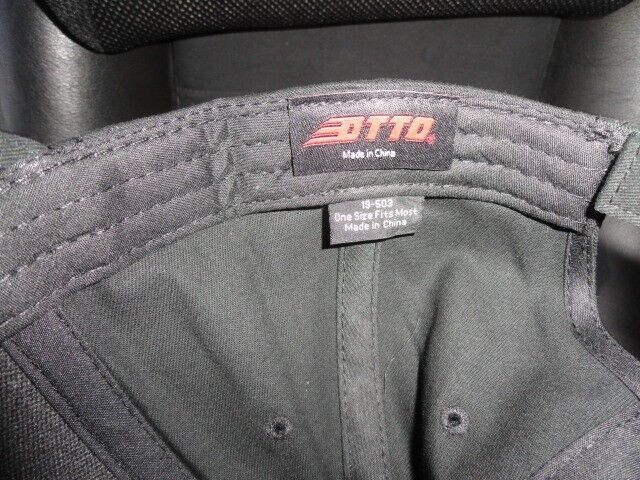 OTTO
Made in China
19-503
One Size Fits Most
Made in China